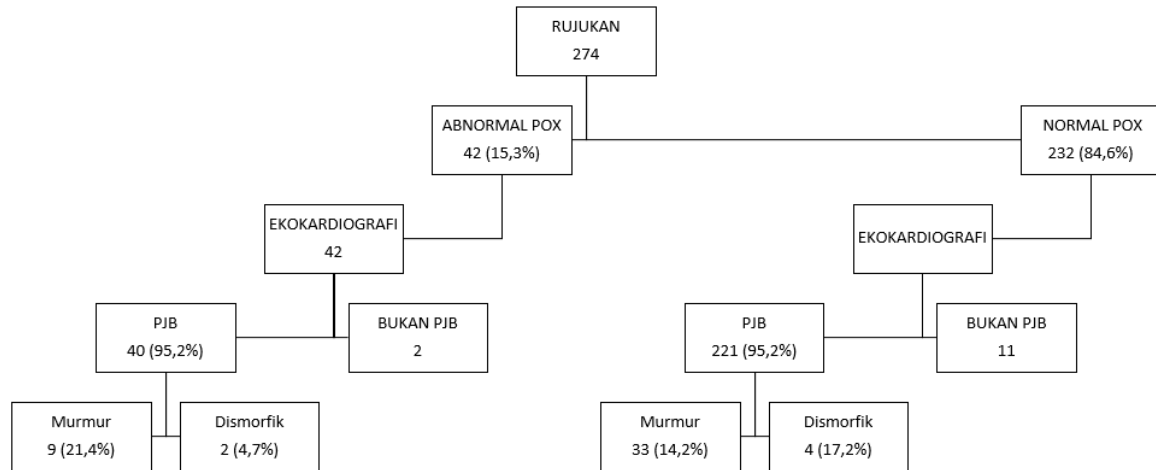 RUJUKAN
274
ABNORMAL POX
42 (15,3%)
NORMAL POX
232 (84,6%)
EKOKARDIOGRAFI
42
EKOKARDIOGRAFI
PJB
40 (95,2%)
BUKAN PJB
2
PJB
221 (95,2%)
BUKAN PJB
11
Murmur
9 (21,4%)
Dismorfik
2 (4,7%)
Murmur
33 (14,2%)
Dismorfik
4 (17,2%)